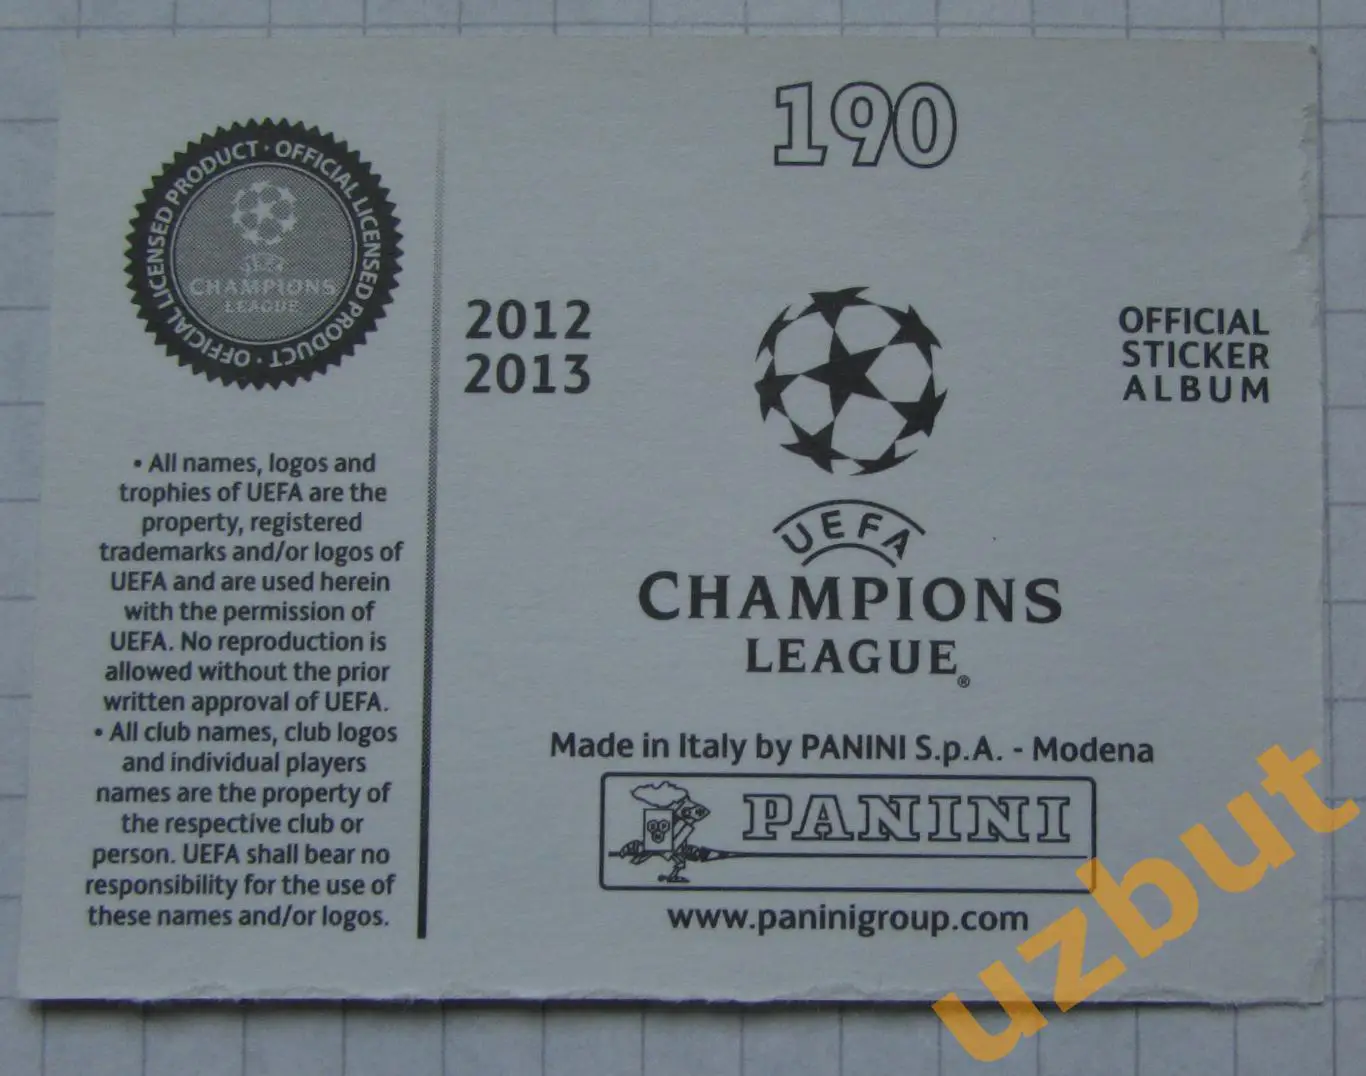 190
OFFICIAL LICENSED PRODUCT · OFFICIAL LICENSED PRODUCT ·
UEFA
CHAMPIONS
LEAGUE
2012
2013
OFFICIAL
STICKER
ALBUM
• All names, logos and
trophies of UEFA are the
property, registered
trademarks and/or logos of
UEFA and are used herein
with the permission of
UEFA. No reproduction is
allowed without the prior
written approval of UEFA.
• All club names, club logos
and individual players
names are the property of
the respective club or
person. UEFA shall bear no
responsibility for the use of
these names and/or logos.
UEFA
CHAMPIONS
LEAGUE®
Made in Italy by PANINI S.p.A. - Modena
PANINI
www.paninigroup.com
uzbut